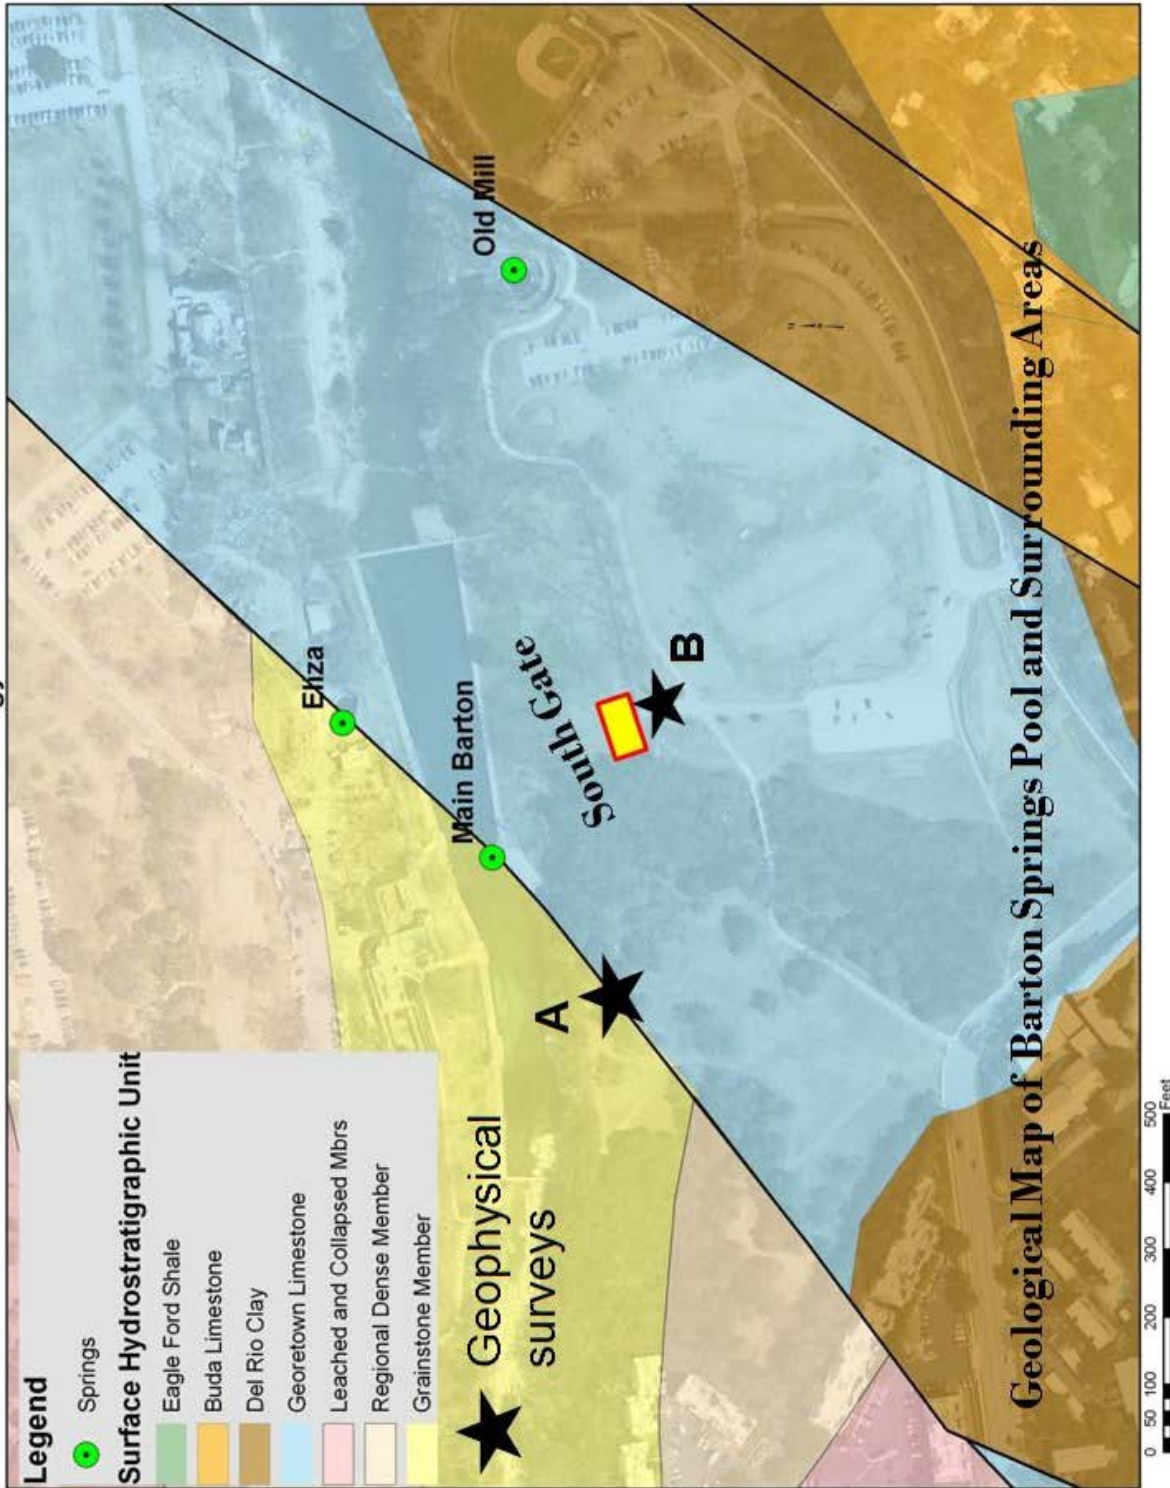 Legend
Springs
Surface Hydrostratigraphic Unit
Eagle Ford Shale
Buda Limestone
Del Rio Clay
Georetown Limestone
Leached and Collapsed Mbrs
Regional Dense Member
Grainstone Member
Geophysical
surveys
Eliza
Main Barton
Old Mill
South Gate
A
B
N
Geological Map of Barton Springs Pool and Surrounding Areas
0 50 100 200 300 400 500
Feet